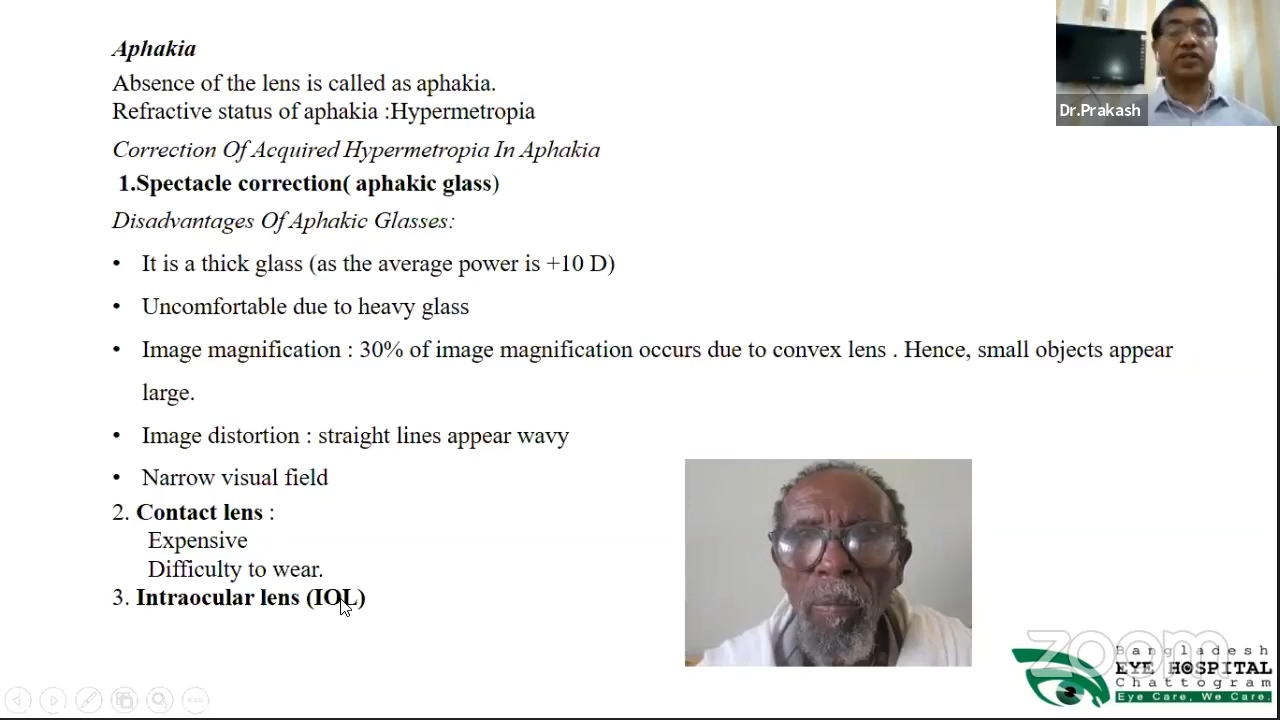 Aphakia
Absence of the lens is called as aphakia.
Refractive status of aphakia :Hypermetropia
Correction Of Acquired Hypermetropia In Aphakia
1.Spectacle correction( aphakic glass)
Disadvantages Of Aphakic Glasses:
• It is a thick glass (as the average power is +10 D)
• Uncomfortable due to heavy glass
• Image magnification : 30% of image magnification occurs due to convex lens . Hence, small objects appear
large.
• Image distortion : straight lines appear wavy
• Narrow visual field
2. Contact lens :
Expensive
Difficulty to wear.
3. Intraocular lens (IOL)
Dr.Prakash
zoom
Bangladesh
EYE HOSPITAL
Chattogram
Eye Care, We Care.